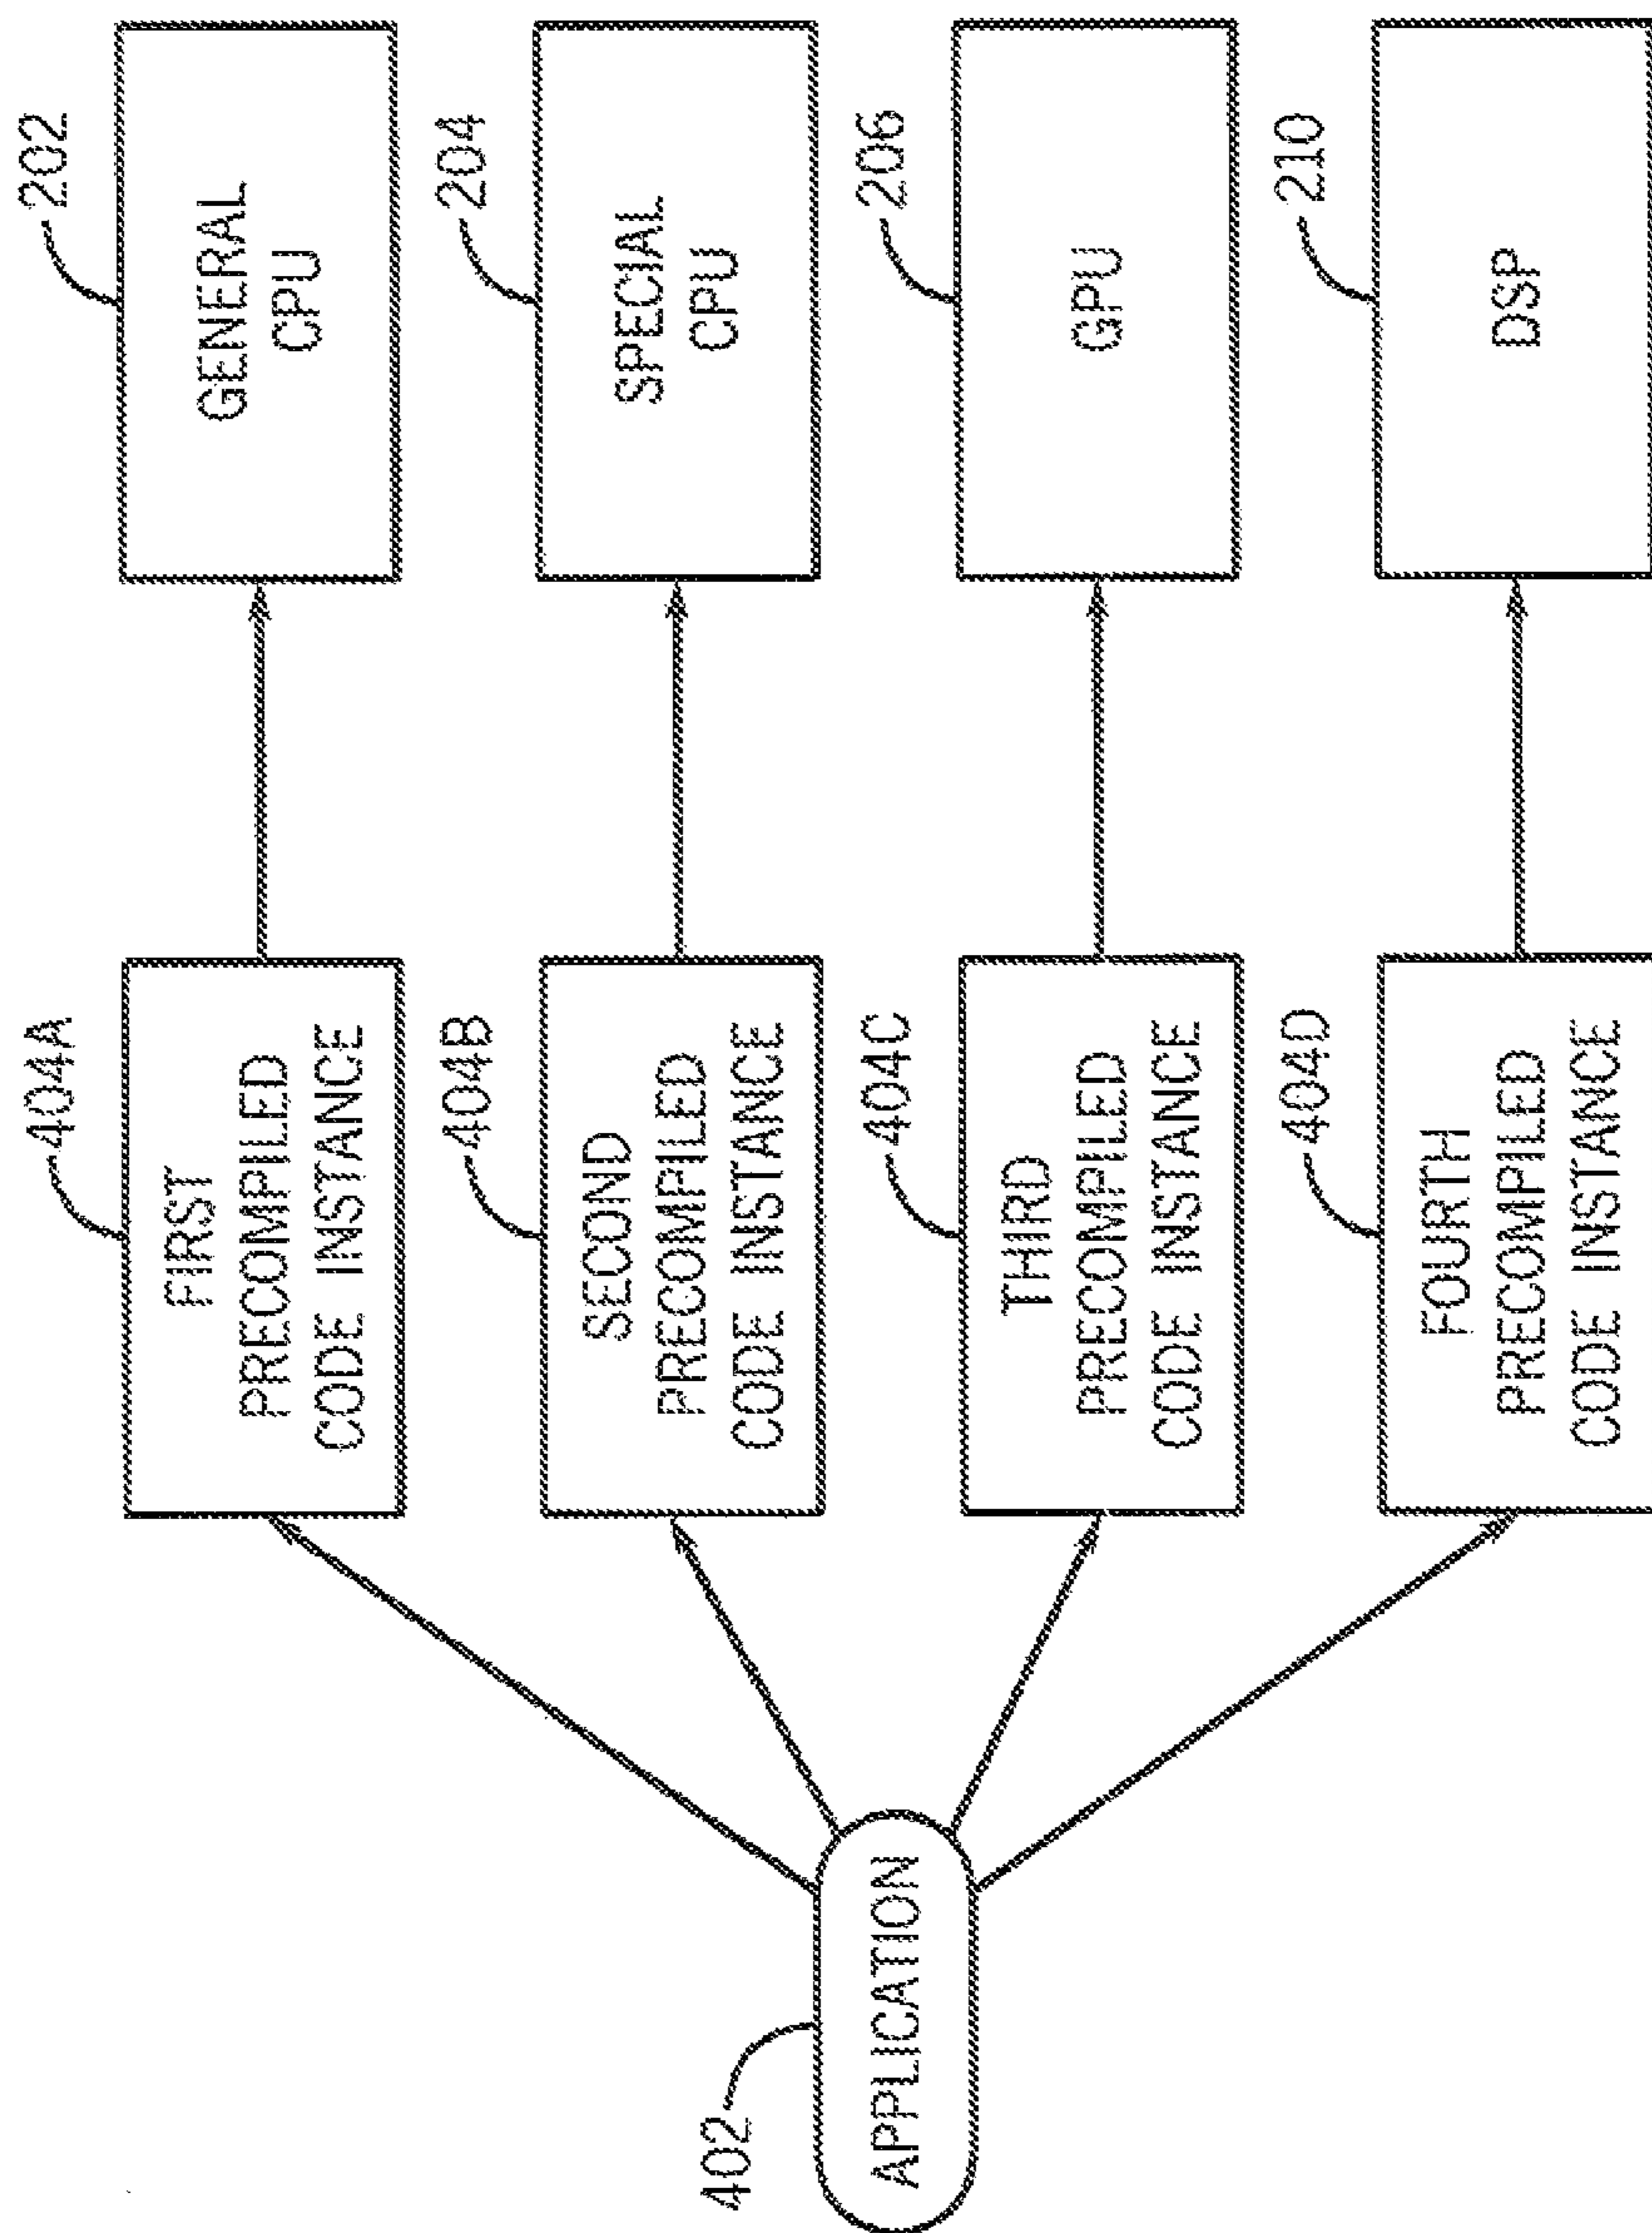 404A
FIRST
PRECOMPILED
CODE INSTANCE
202
GENERAL
CPU
404B
SECOND
PRECOMPILED
CODE INSTANCE
204
SPECIAL
CPU
402
APPLICATION
404C
THIRD
PRECOMPILED
CODE INSTANCE
206
GPU
404D
FOURTH
PRECOMPILED
CODE INSTANCE
210
DSP